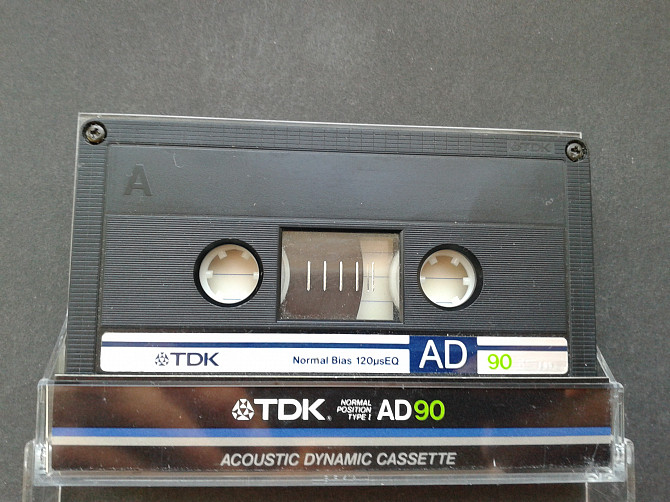 TDK
A
TDK Normal Bias 120µsEQ AD 90
TDK NORMAL POSITION TYPE I AD90
ACOUSTIC DYNAMIC CASSETTE